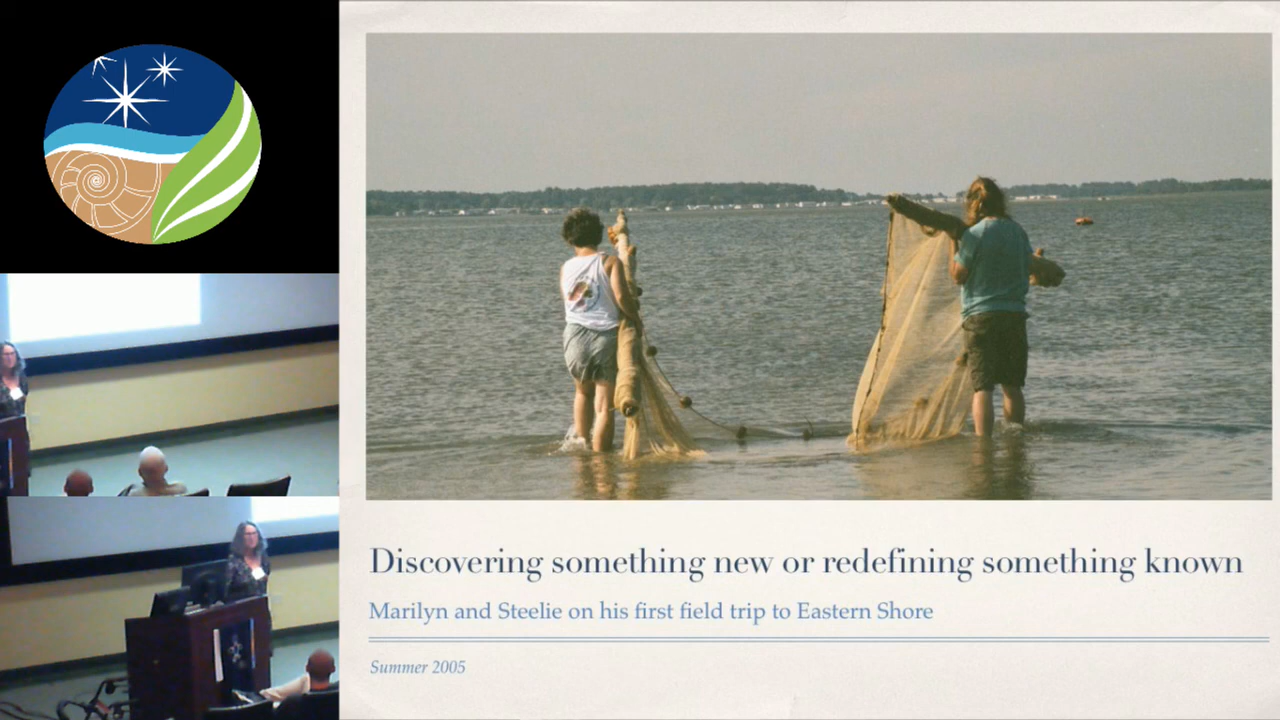 Discovering something new or redefining something known
Marilyn and Steelie on his first field trip to Eastern Shore
Summer 2005